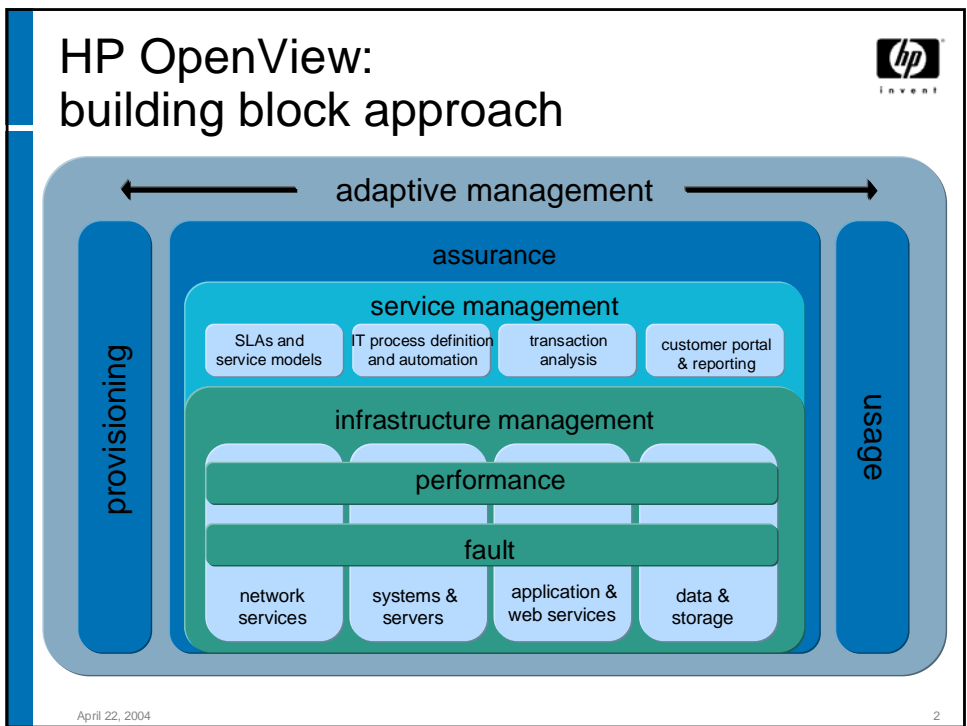 HP OpenView:
building block approach
hp
invent
adaptive management
provisioning
assurance
service management
SLAs and
service models
IT process definition
and automation
transaction
analysis
customer portal
& reporting
infrastructure management
performance
fault
network
services
systems &
servers
application &
web services
data &
storage
usage
April 22, 2004
2